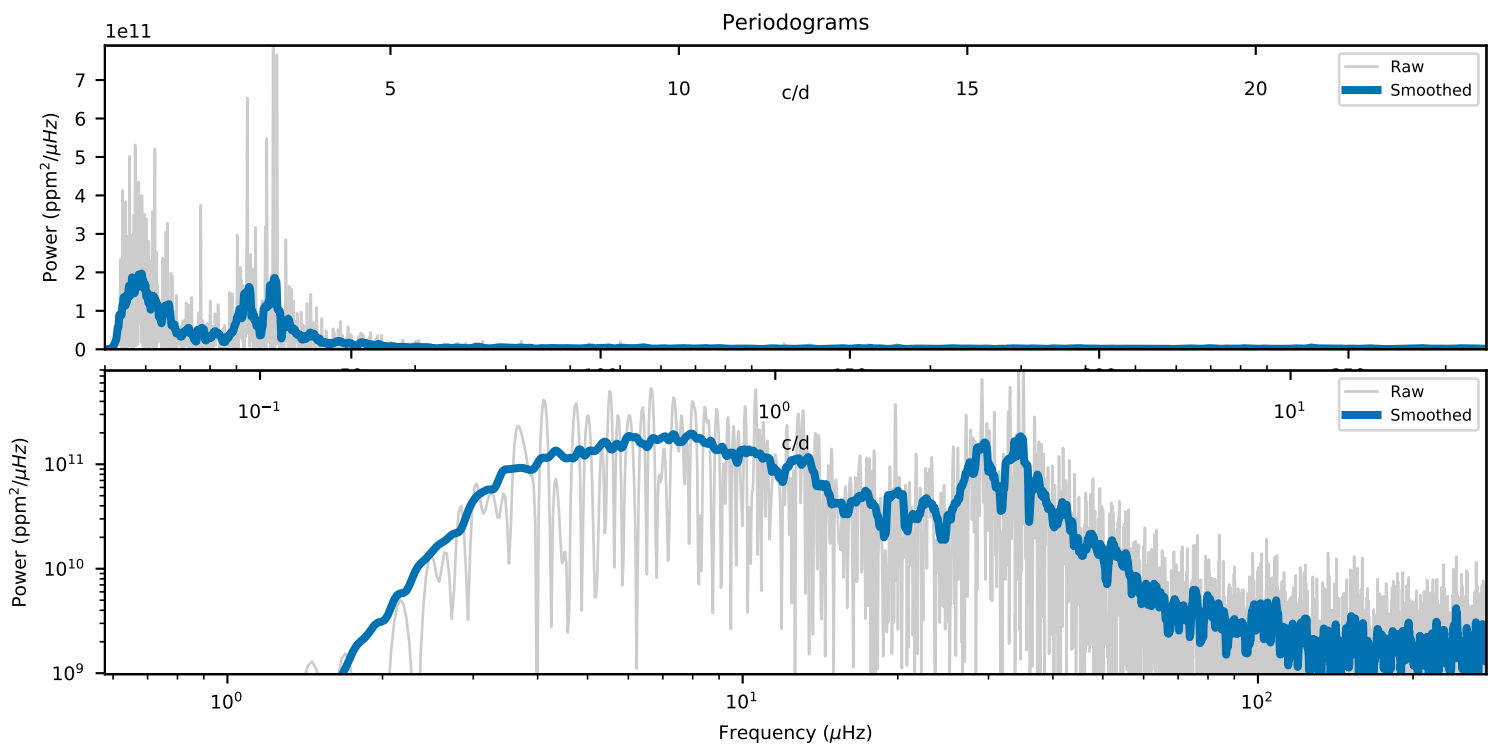 Periodograms
1e11
Raw
Smoothed
5 10 15 20
c/d
Power (ppm²/μHz)
7
6
5
4
3
2
1
0
Raw
Smoothed
10⁻¹ 10⁰ 10¹
c/d
Power (ppm²/μHz)
10¹¹
10¹⁰
10⁹
10⁰ 10¹ 10²
Frequency (μHz)